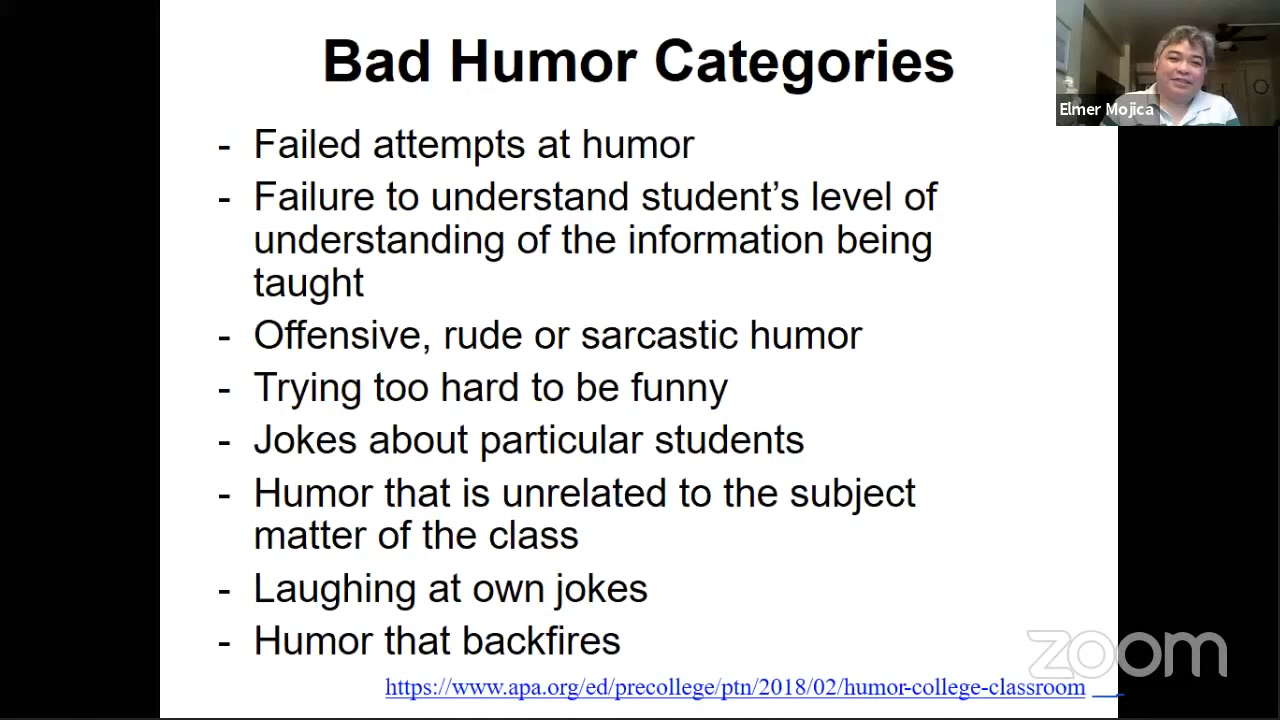 Bad Humor Categories
Elmer Mojica
- Failed attempts at humor
- Failure to understand student’s level of
understanding of the information being
taught
- Offensive, rude or sarcastic humor
- Trying too hard to be funny
- Jokes about particular students
- Humor that is unrelated to the subject
matter of the class
- Laughing at own jokes
- Humor that backfires
zoom
https://www.apa.org/ed/precollege/ptn/2018/02/humor-college-classroom